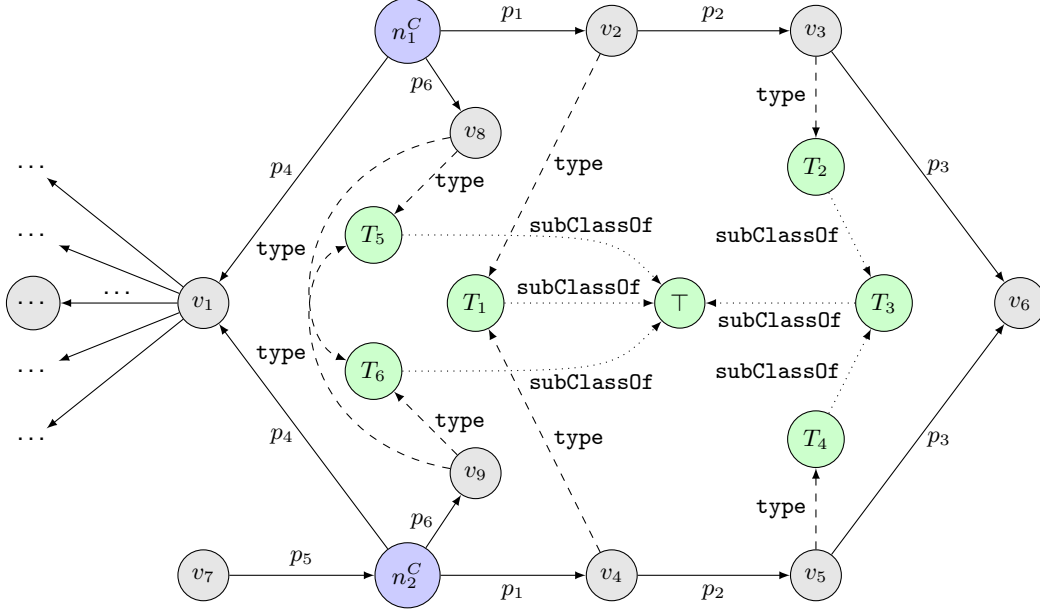 n_1^C p_1 v_2 p_2 v_3
p_6
type
v_8
...
p_4
type
T_2
p_3
type
type
...
T_5
subClassOf
subClassOf
type
... ... v_1
T_1
subClassOf
⊤
T_3
v_6
subClassOf
type
...
T_6
subClassOf
subClassOf
type
T_4
...
p_4
type
p_3
v_9
type
p_6
v_7 p_5 n_2^C p_1 v_4 p_2 v_5